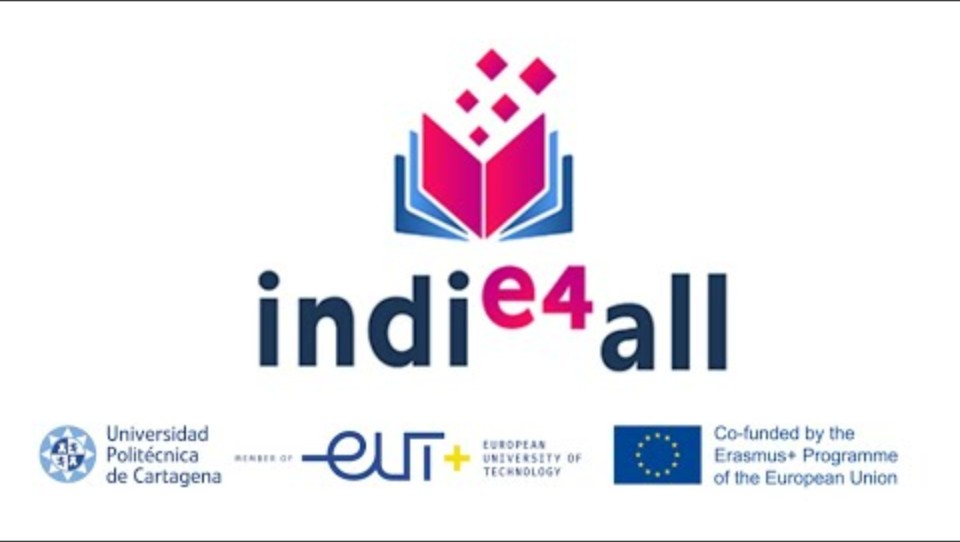 indie4all
Universidad
Politécnica
de Cartagena
MEMBER OF
EUT+
EUROPEAN
UNIVERSITY OF
TECHNOLOGY
Co-funded by the
Erasmus+ Programme
of the European Union